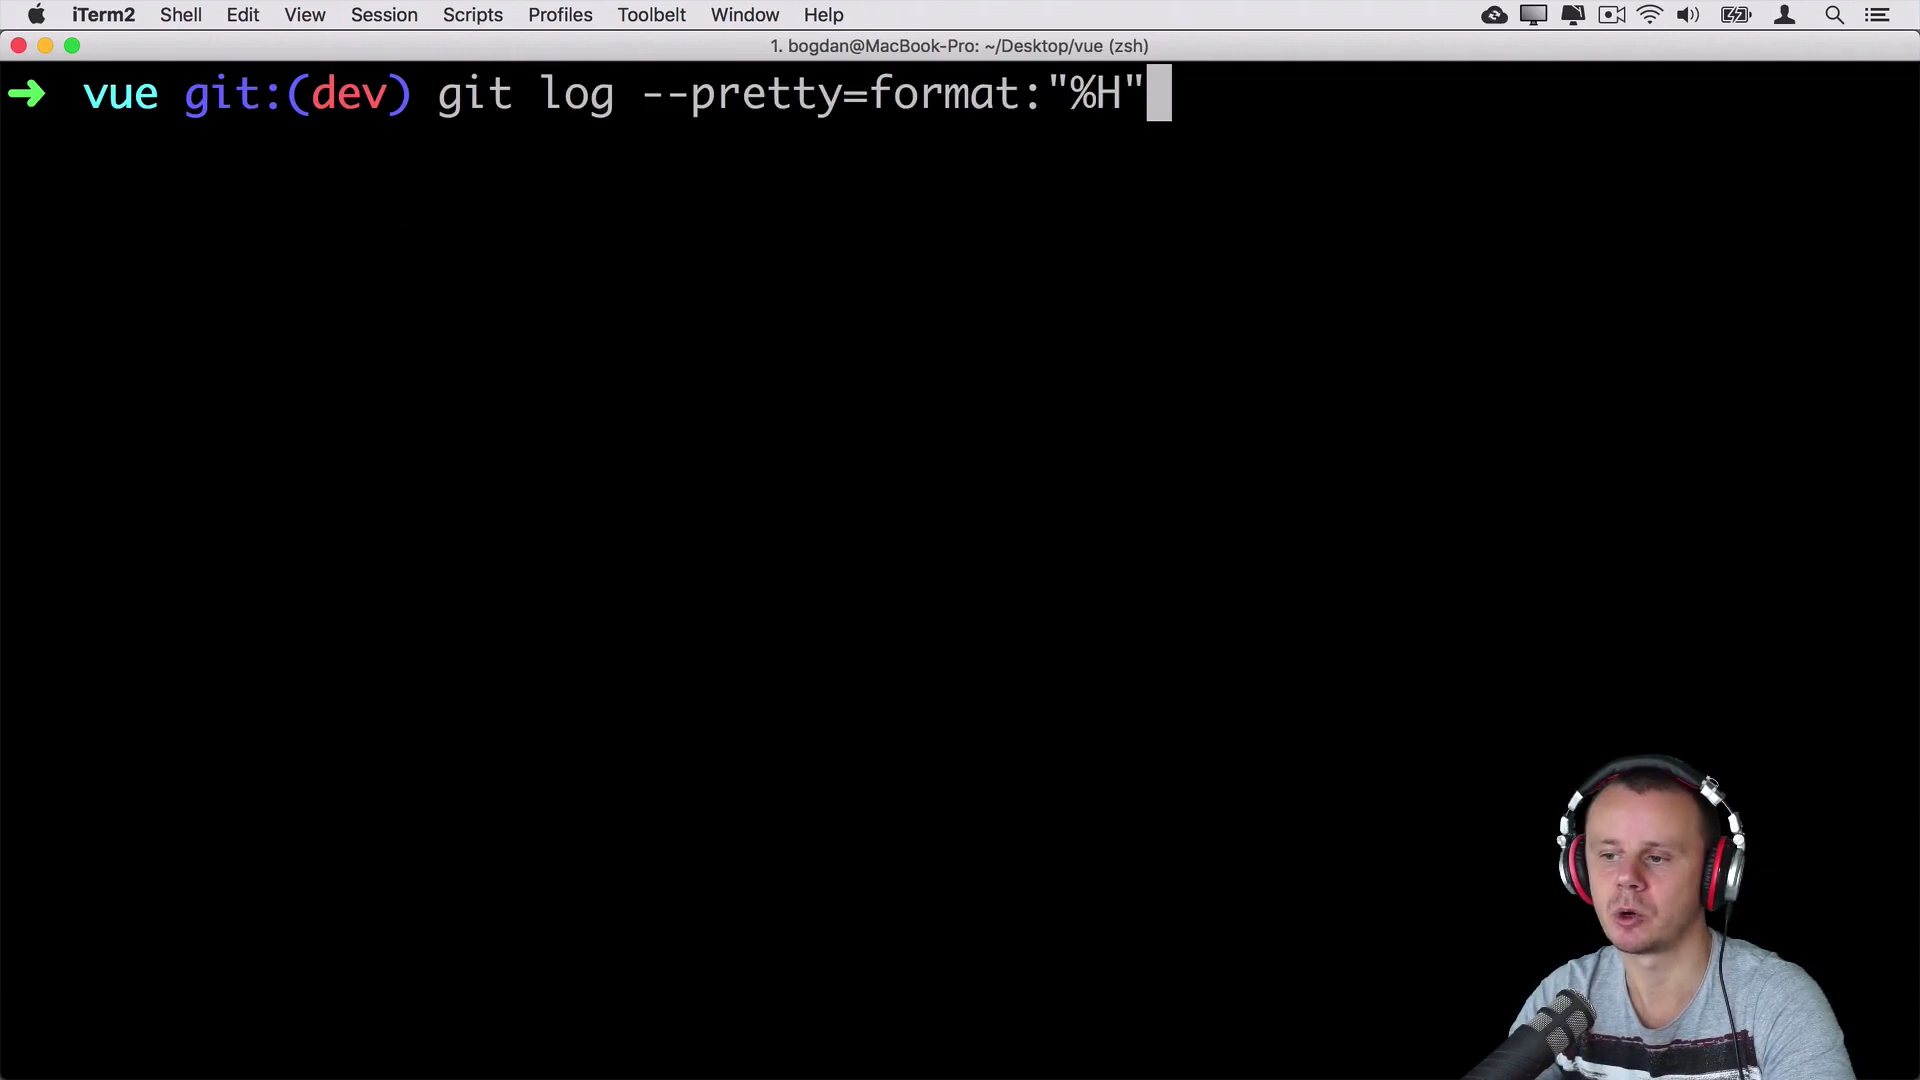 iTerm2 Shell Edit View Session Scripts Profiles Toolbelt Window Help
1. bogdan@MacBook-Pro: ~/Desktop/vue (zsh)
➜ vue git:(dev) git log --pretty=format:"%H"